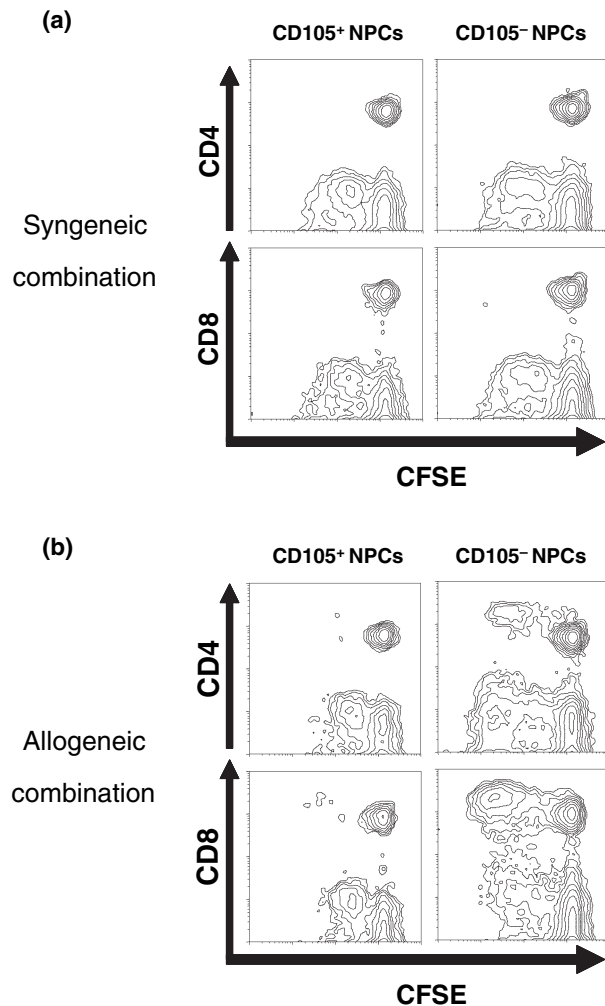 (a)
CD105⁺ NPCs
CD105⁻ NPCs
CD4
Syngeneic
combination
CD8
CFSE
(b)
CD105⁺ NPCs
CD105⁻ NPCs
CD4
Allogeneic
combination
CD8
CFSE